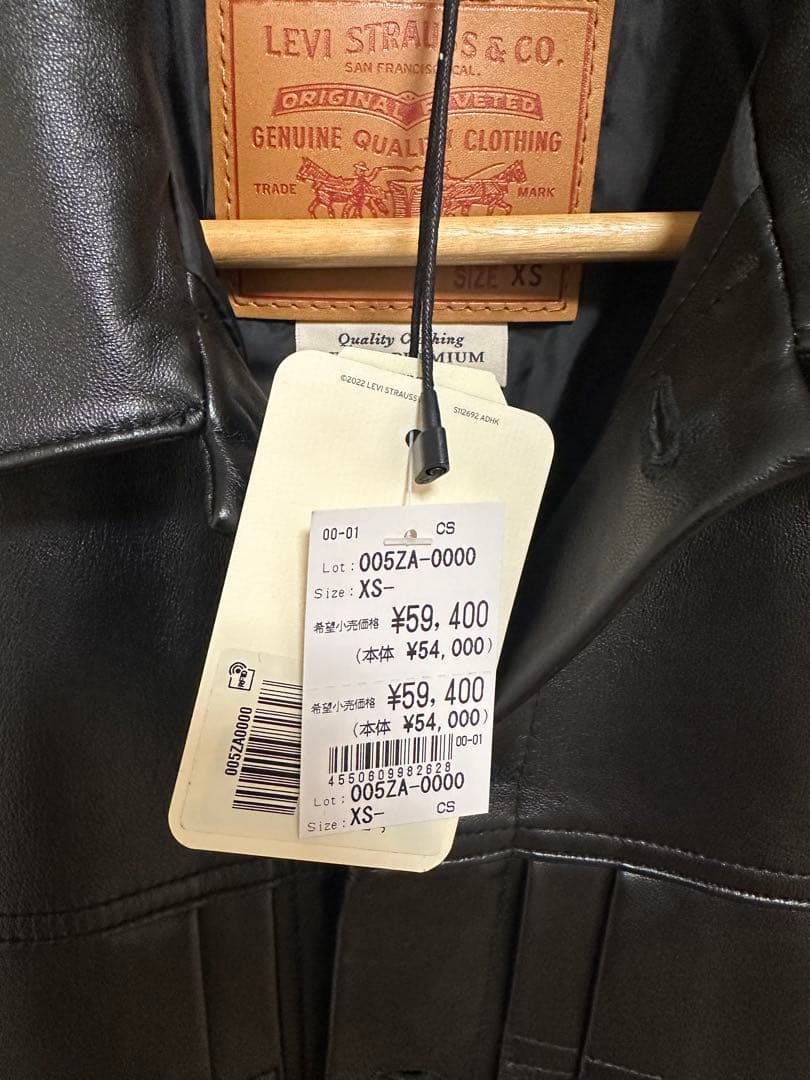 LEVI STRAUSS & CO.
SAN FRANCISCO CAL.
ORIGINAL RIVETED
GENUINE QUALITY CLOTHING
TRADE MARK
SIZE XS
Quality Clothing
©2022 LEVI STRAUSS
S112692 ADHK
00-01 CS
Lot: 005ZA-0000
Size: XS-
希望小売価格 ¥59,400
(本体 ¥54,000)
希望小売価格 ¥59,400
(本体 ¥54,000)
00-01
4550609982628
Lot: 005ZA-0000
Size: XS- CS
RFID
005ZA0000